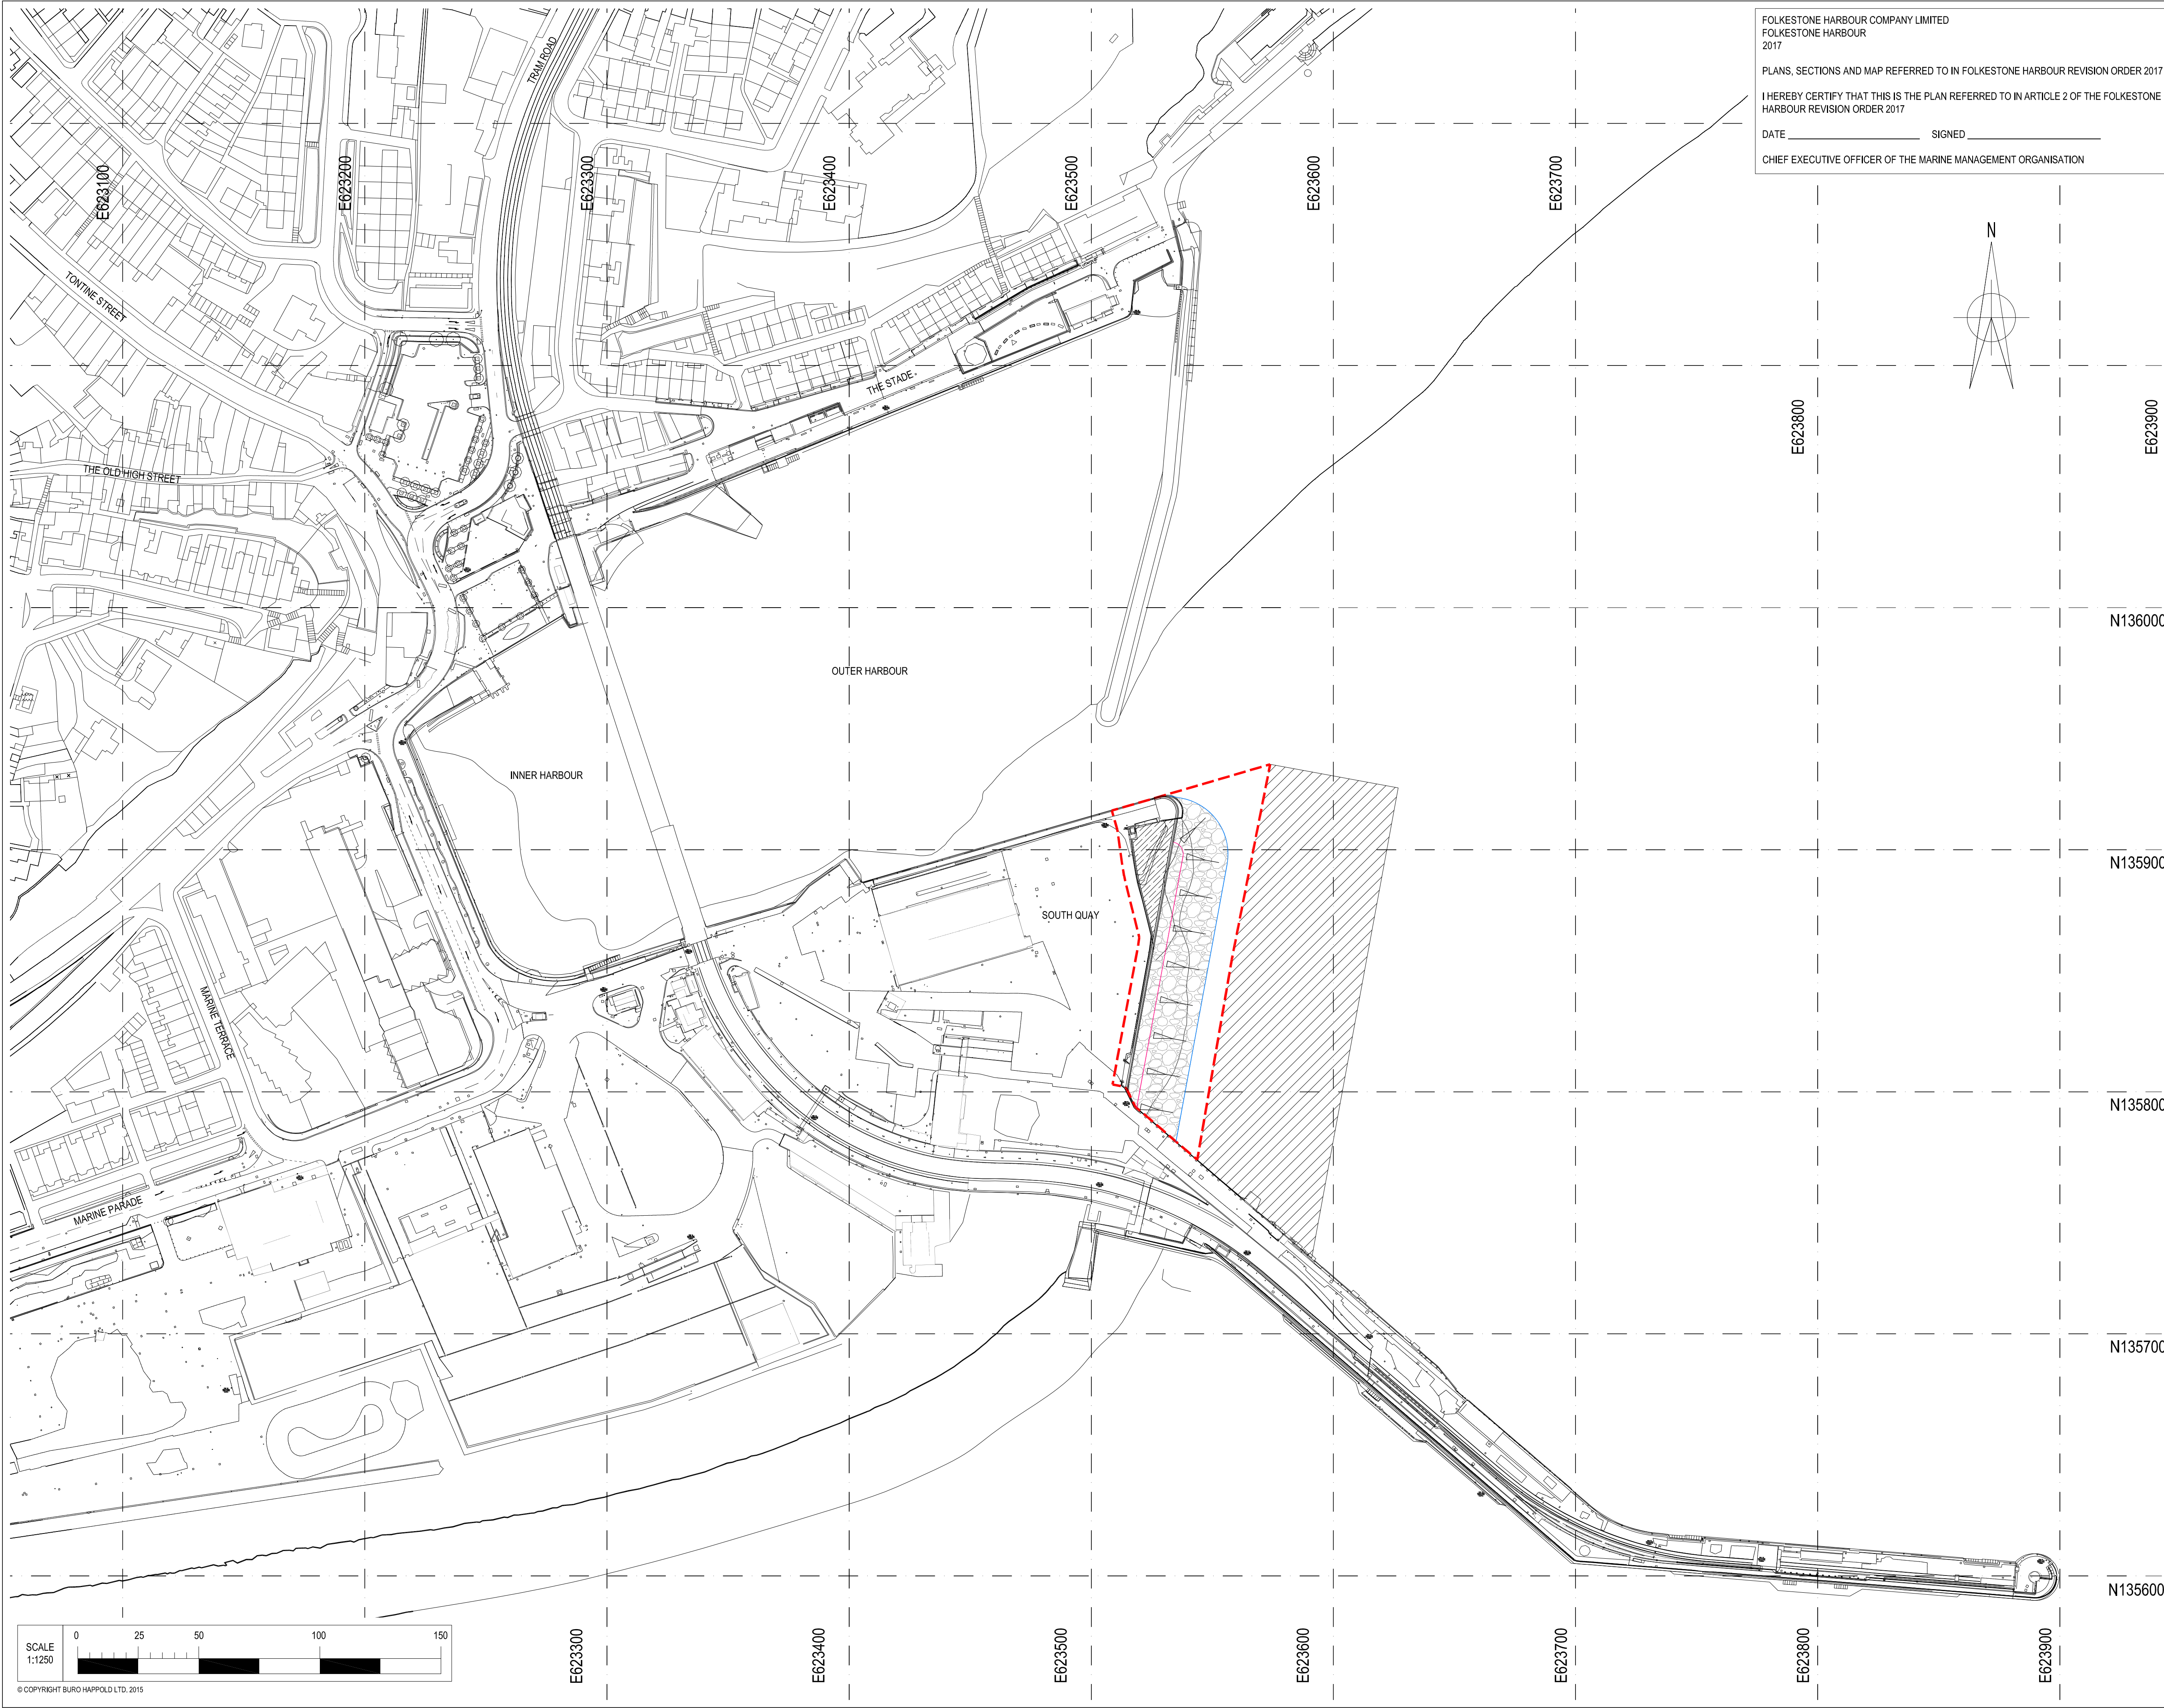 FOLKESTONE HARBOUR COMPANY LIMITED
FOLKESTONE HARBOUR
2017
PLANS, SECTIONS AND MAP REFERRED TO IN FOLKESTONE HARBOUR REVISION ORDER 2017
I HEREBY CERTIFY THAT THIS IS THE PLAN REFERRED TO IN ARTICLE 2 OF THE FOLKESTONE
HARBOUR REVISION ORDER 2017
DATE SIGNED
CHIEF EXECUTIVE OFFICER OF THE MARINE MANAGEMENT ORGANISATION
TRAM ROAD
E623100
E623200
E623300
E623400
E623500
E623600
E623700
N
TONTINE STREET
THE STADE
E623800
E623900
THE OLD HIGH STREET
N136000
OUTER HARBOUR
INNER HARBOUR
N135900
SOUTH QUAY
MARINE TERRACE
N135800
MARINE PARADE
N135700
N135600
SCALE
1:1250
0 25 50 100 150
E623300
E623400
E623500
E623600
E623700
E623800
E623900
© COPYRIGHT BURO HAPPOLD LTD. 2015